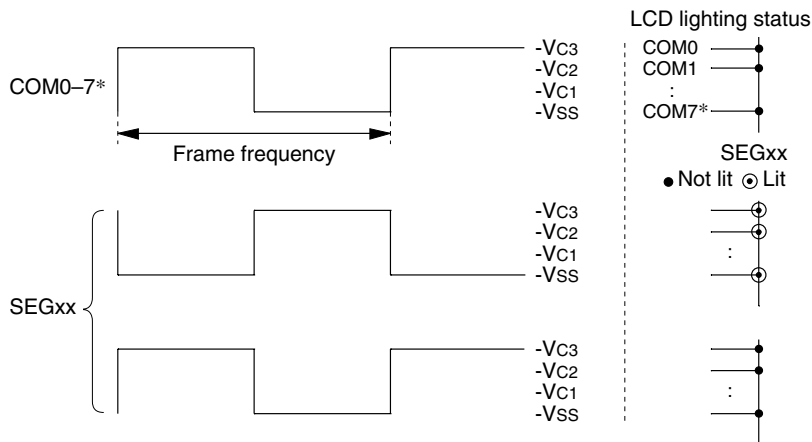 LCD lighting status
COM0–7*
-VC3
-VC2
-VC1
-VSS
COM0
COM1
:
COM7*
Frame frequency
SEGxx
● Not lit ◉ Lit
SEGxx
-VC3
-VC2
-VC1
-VSS
:
-VC3
-VC2
-VC1
-VSS
: